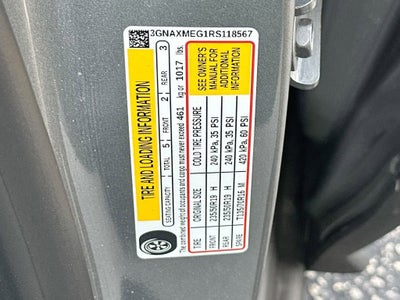 3GNAXMEG1RS118567
TIRE AND LOADING INFORMATION
SEATING CAPACITY TOTAL 5 FRONT 2 REAR 3
The combined weight of occupants and cargo must never exceed 461 kg or 1017 lbs.
TIRE ORIGINAL SIZE COLD TIRE PRESSURE
FRONT 235/50R19 H 240 kPa, 35 PSI
REAR 235/50R19 H 240 kPa, 35 PSI
SPARE T135/70R16 M 420 kPa, 60 PSI
SEE OWNER'S
MANUAL FOR
ADDITIONAL
INFORMATION